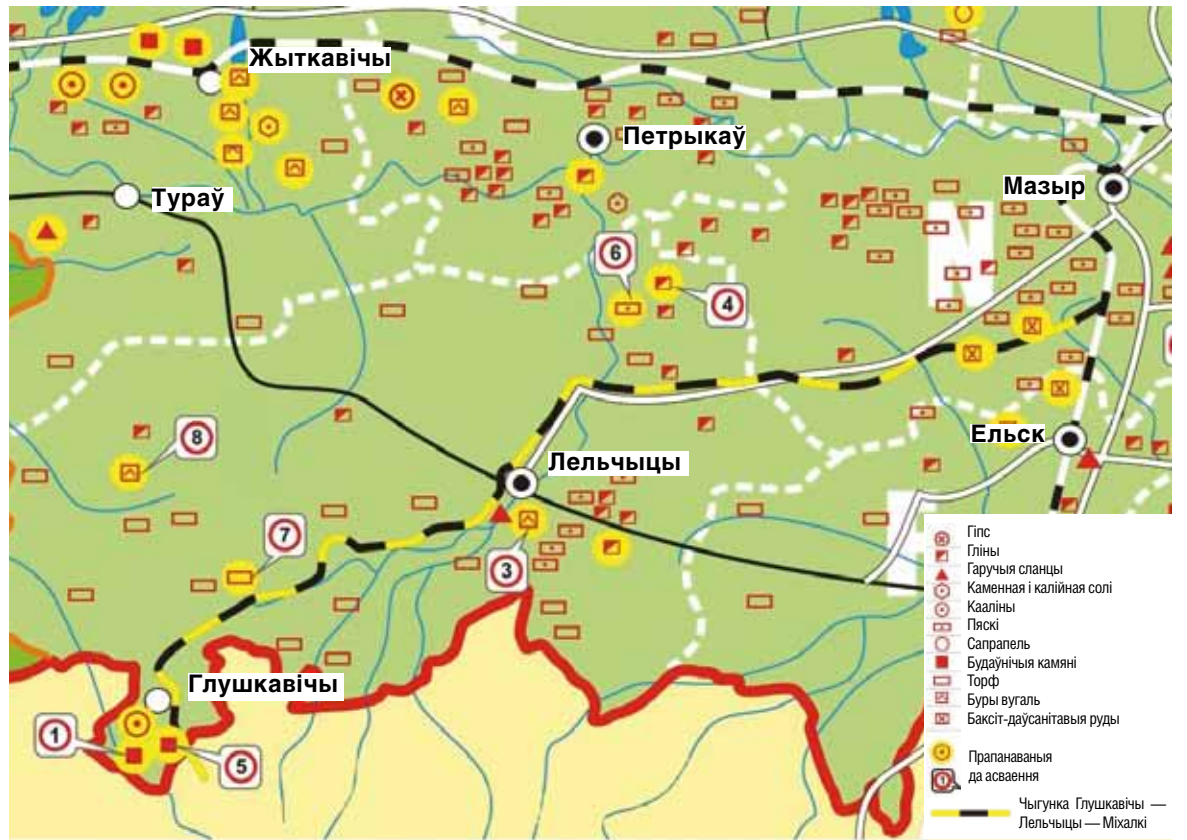 Жыткавічы
Петрыкаў
Тураў
Мазыр
6
4
8
Ельск
Лельчыцы
7
3
Глушкавічы
1
5
Гіпс
Гліны
Гаручыя сланцы
Каменная і калійная солі
Кааліны
Пяскі
Сапрапель
Будаўнічыя камяні
Торф
Буры вугаль
Баксіт-даўсанітавыя руды
Прапанаваныя
1 да асваення
Чыгунка Глушкавічы —
Лельчыцы — Міхалкі